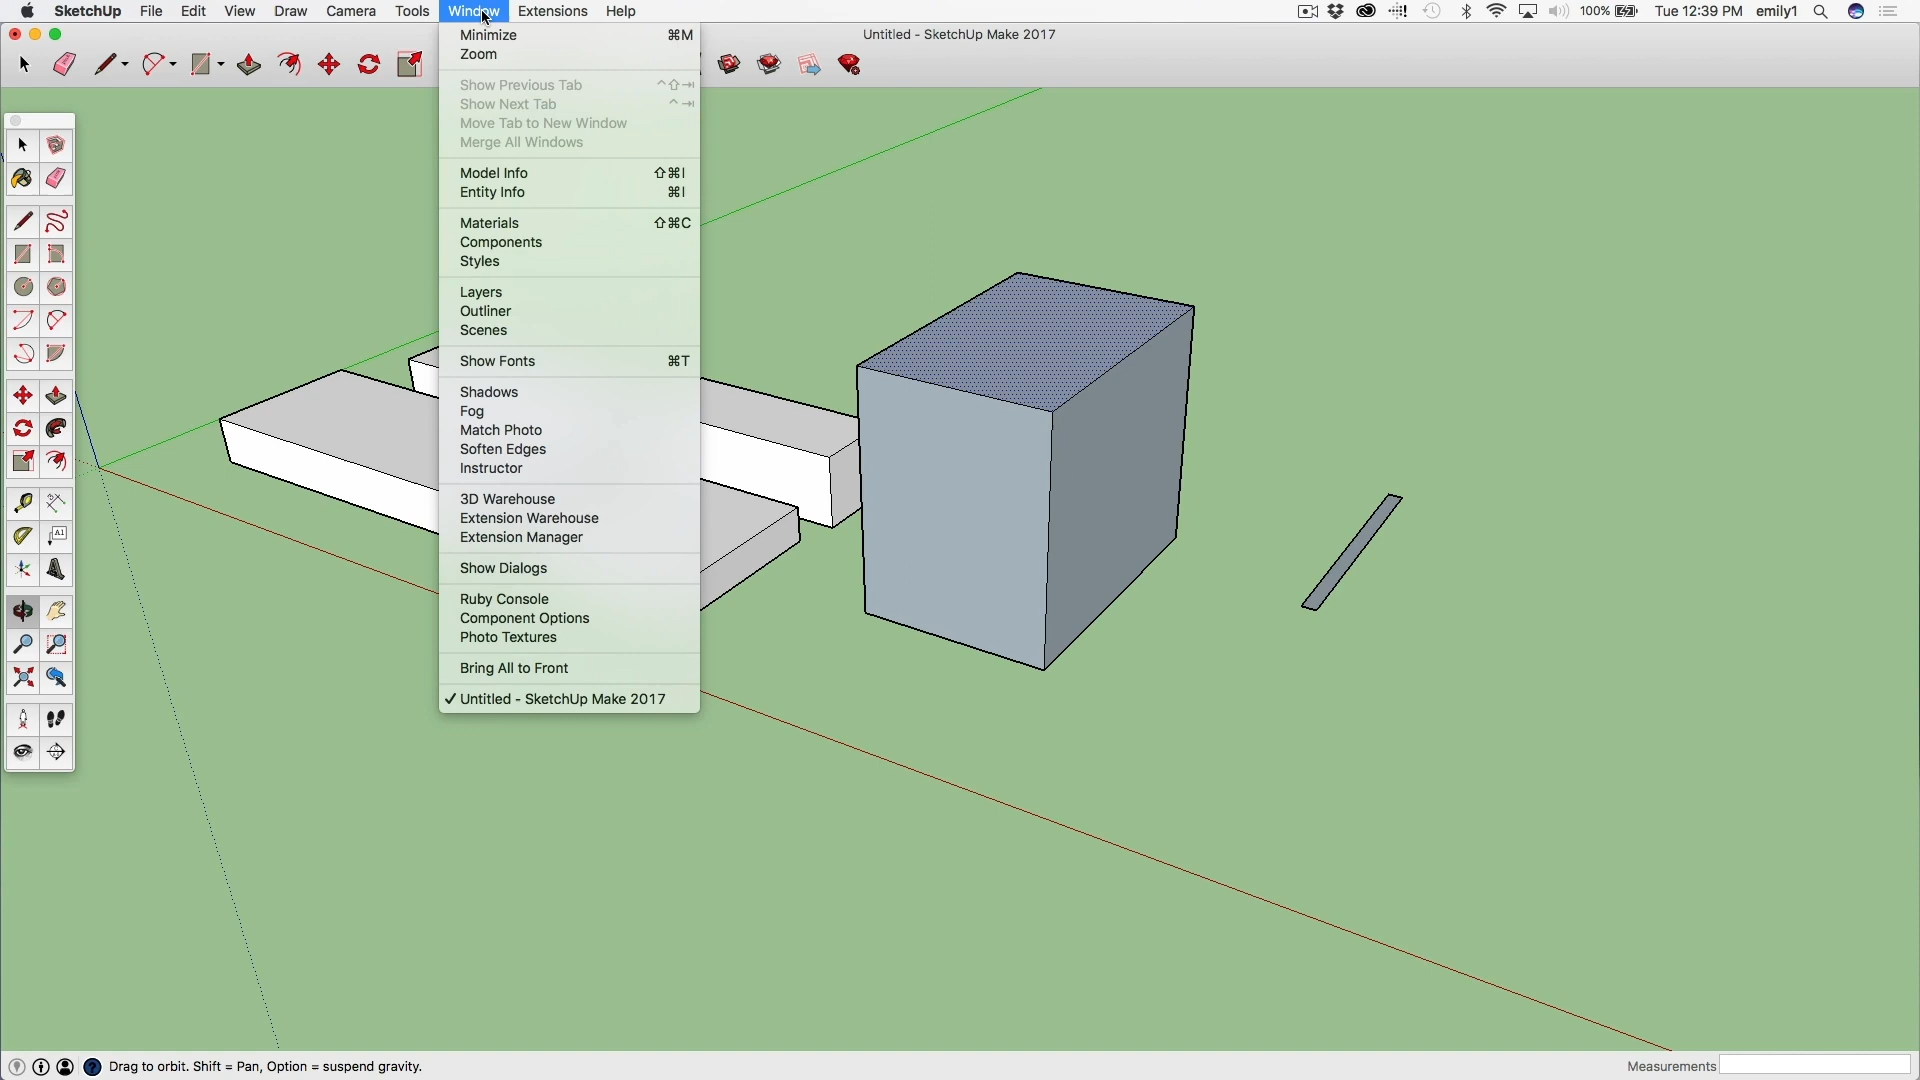 SketchUp File Edit View Draw Camera Tools Window Extensions Help 100% Tue 12:39 PM emily1
Untitled - SketchUp Make 2017
Minimize ⌘M
Zoom
Show Previous Tab ⌃⇧⇥
Show Next Tab ⌃⇥
Move Tab to New Window
Merge All Windows
Model Info ⇧⌘I
Entity Info ⌘I
Materials ⇧⌘C
Components
Styles
Layers
Outliner
Scenes
Show Fonts ⌘T
Shadows
Fog
Match Photo
Soften Edges
Instructor
3D Warehouse
Extension Warehouse
Extension Manager
Show Dialogs
Ruby Console
Component Options
Photo Textures
Bring All to Front
✓ Untitled - SketchUp Make 2017
A1
Drag to orbit. Shift = Pan, Option = suspend gravity.
Measurements